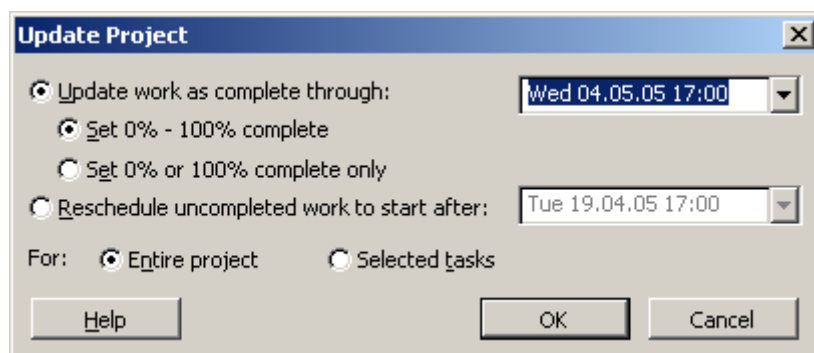 Update Project
Update work as complete through: Wed 04.05.05 17:00
Set 0% - 100% complete
Set 0% or 100% complete only
Reschedule uncompleted work to start after: Tue 19.04.05 17:00
For: Entire project Selected tasks
Help OK Cancel